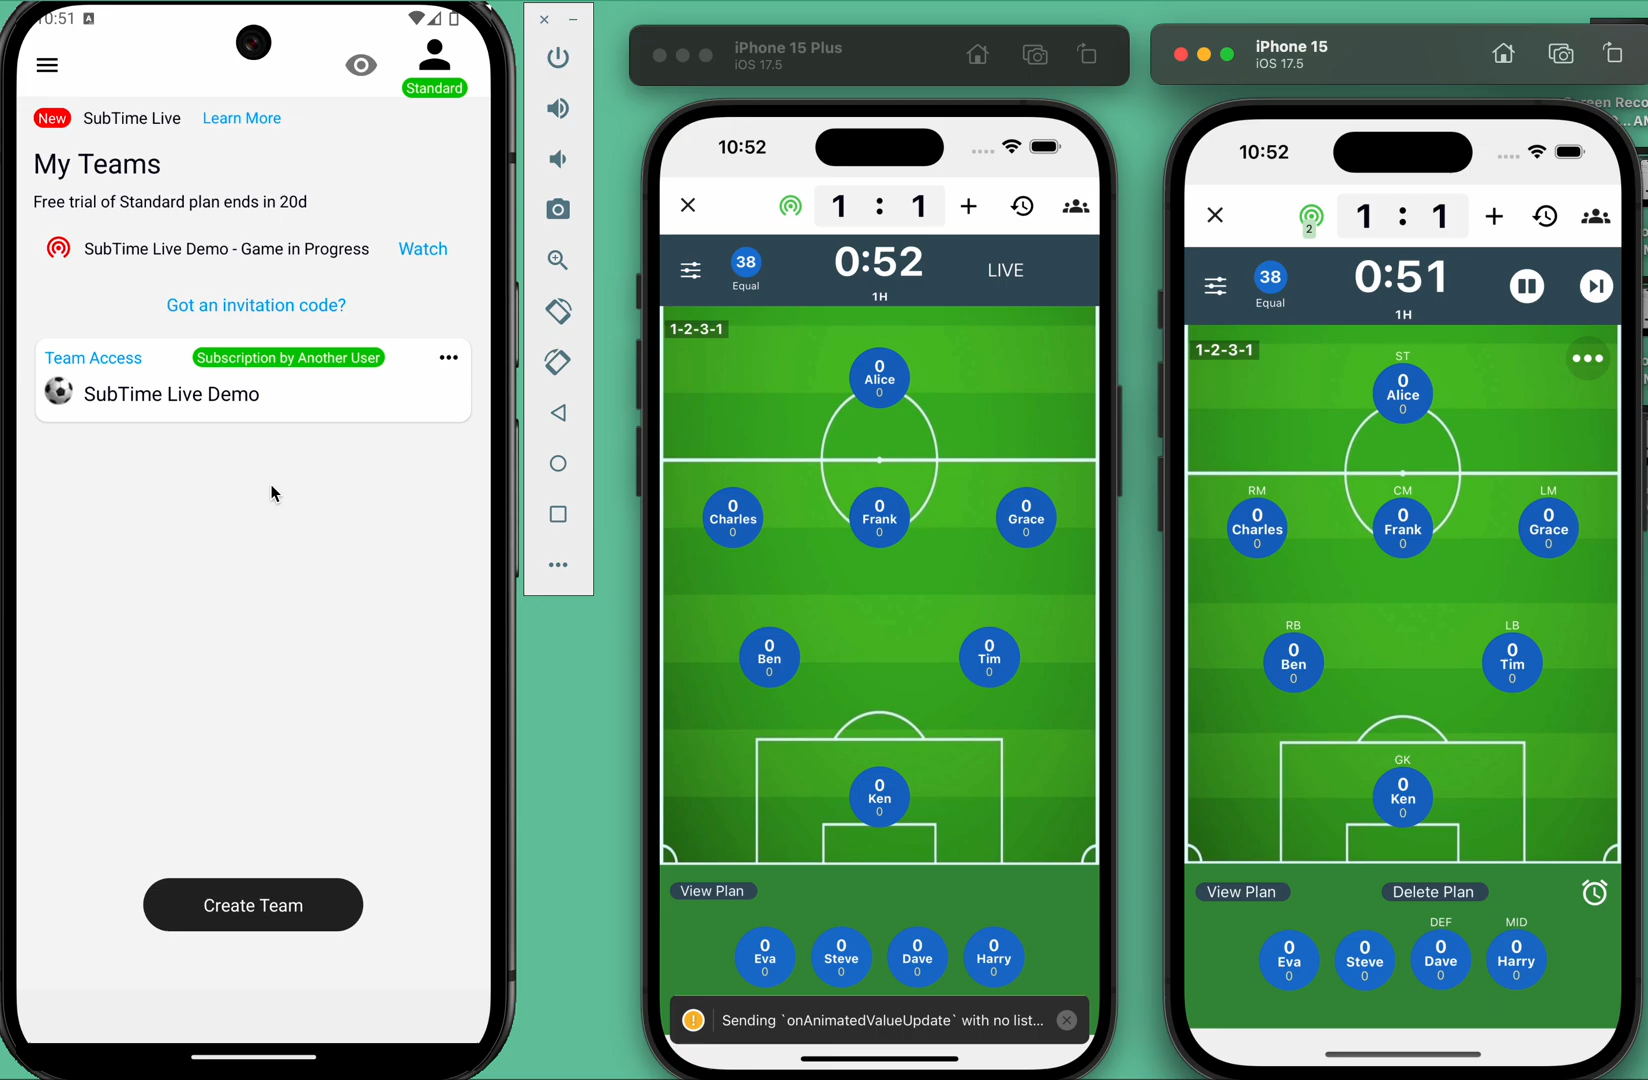 10:51 A
Standard
New SubTime Live Learn More
My Teams
Free trial of Standard plan ends in 20d
SubTime Live Demo - Game in Progress Watch
Got an invitation code?
Team Access Subscription by Another User
SubTime Live Demo
Create Team
iPhone 15 Plus
iOS 17.5
10:52
1 : 1
38
Equal
0:52
1H
LIVE
1-2-3-1
0
Alice
0
0
Charles
0
0
Frank
0
0
Grace
0
0
Ben
0
0
Tim
0
0
Ken
0
View Plan
0
Eva
0
0
Steve
0
0
Dave
0
0
Harry
0
Sending `onAnimatedValueUpdate` with no list...
iPhone 15
iOS 17.5
10:52
2
1 : 1
38
Equal
0:51
1H
1-2-3-1
ST
0
Alice
0
RM
0
Charles
0
CM
0
Frank
0
LM
0
Grace
0
RB
0
Ben
0
LB
0
Tim
0
GK
0
Ken
0
View Plan
Delete Plan
0
Eva
0
0
Steve
0
DEF
0
Dave
0
MID
0
Harry
0
Screen Reco